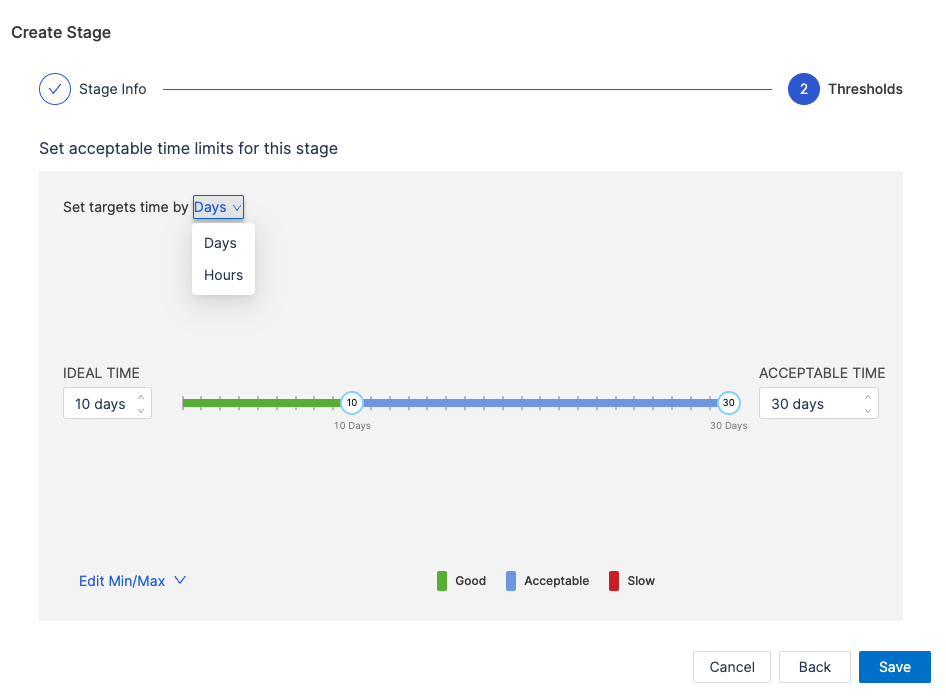 Create Stage
Stage Info
2 Thresholds
Set acceptable time limits for this stage
Set targets time by Days
Days
Hours
IDEAL TIME
ACCEPTABLE TIME
10 days
10
30
30 days
10 Days
30 Days
Edit Min/Max
Good
Acceptable
Slow
Cancel
Back
Save